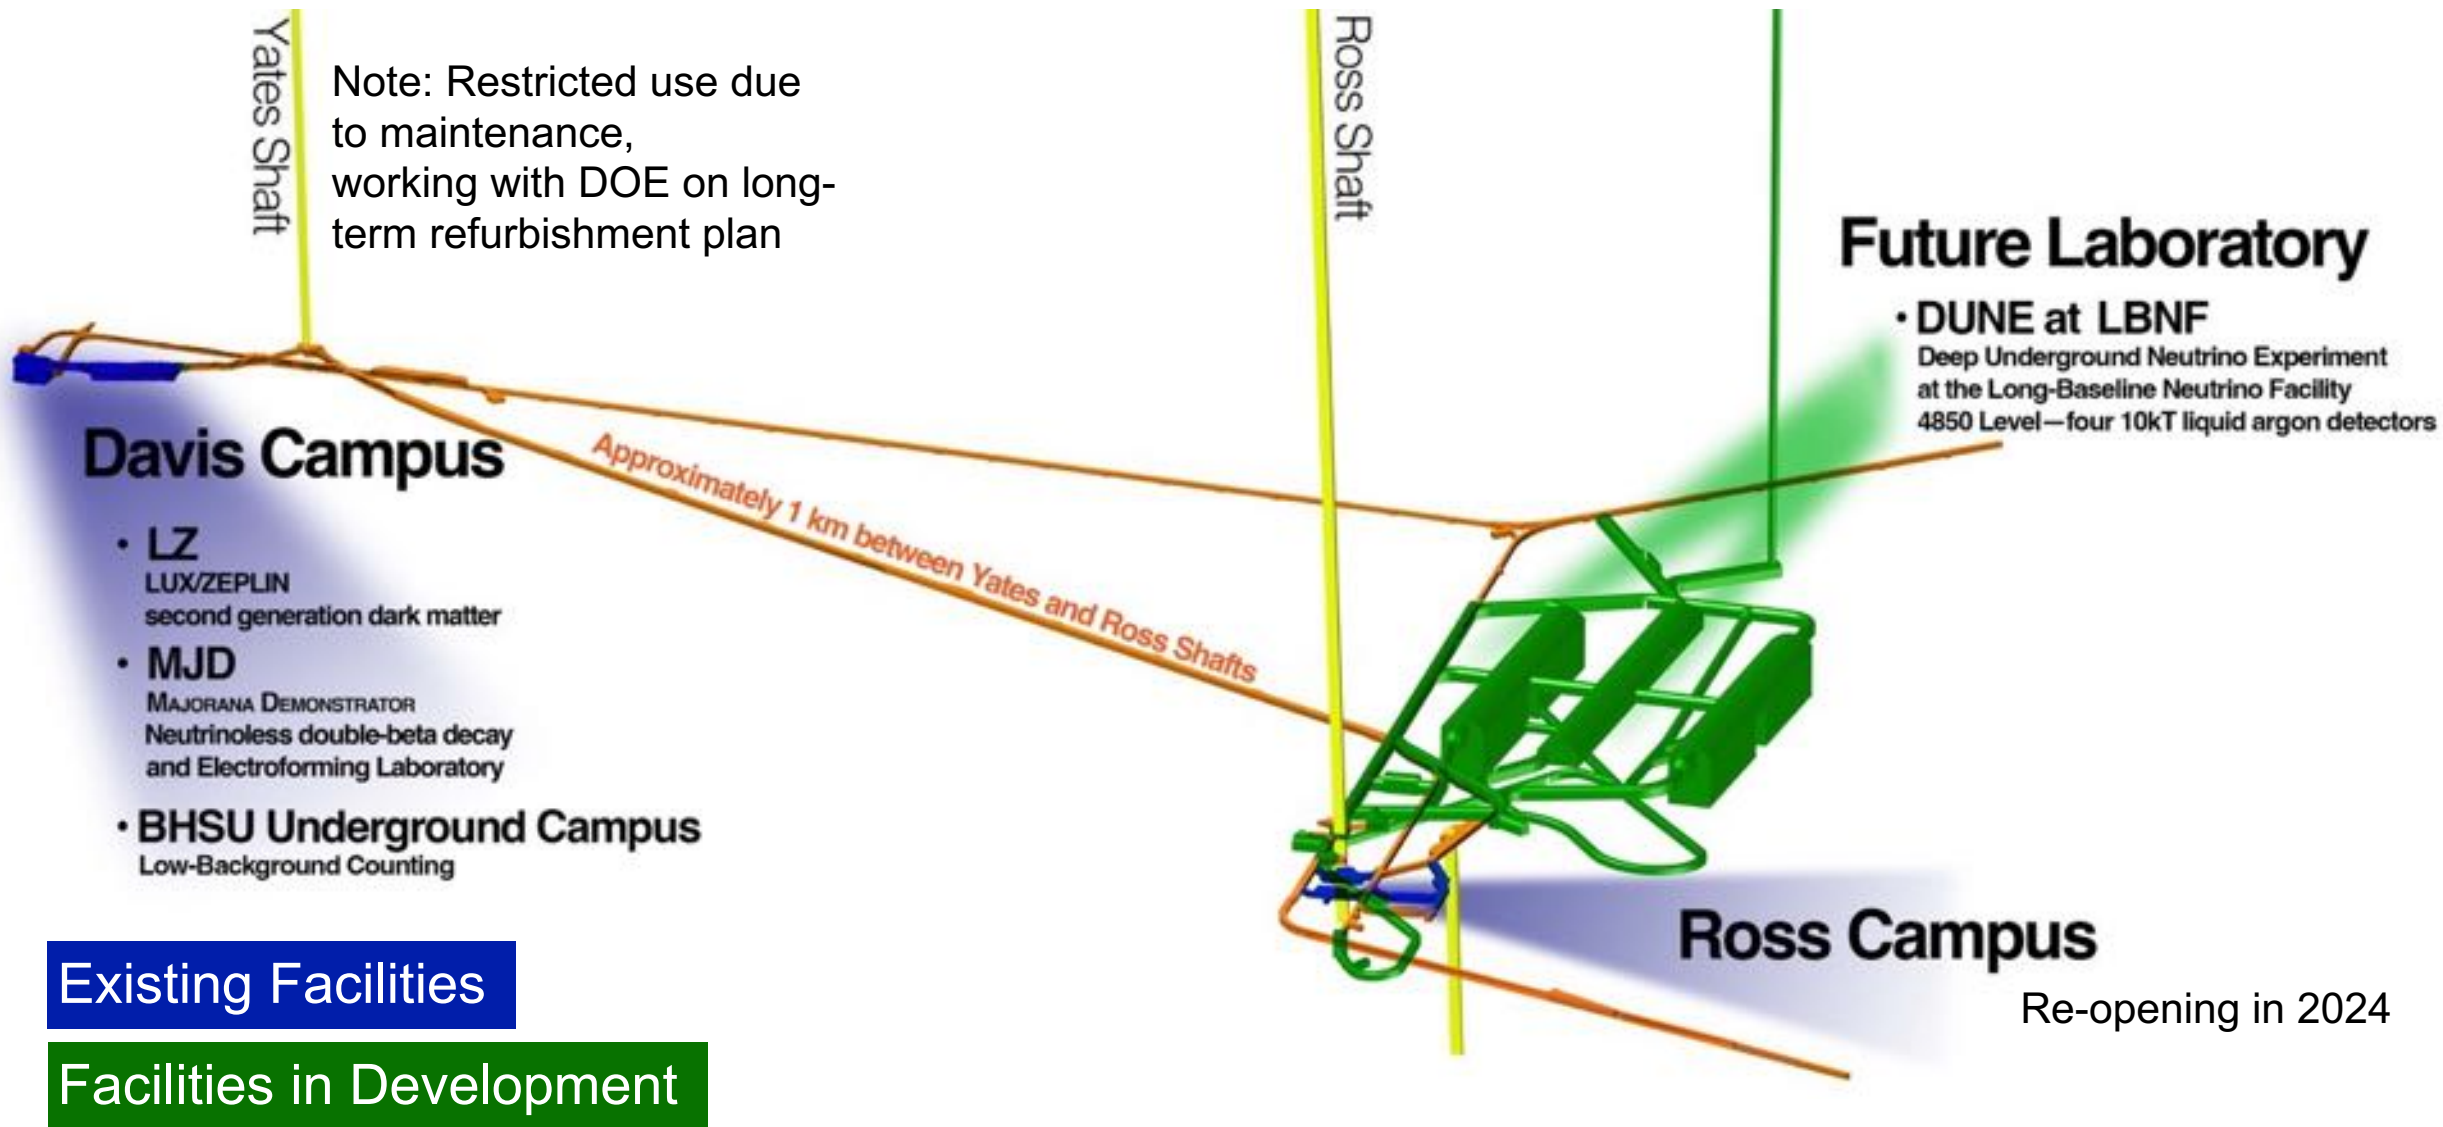 Yates Shaft
Note: Restricted use due
to maintenance,
working with DOE on long-
term refurbishment plan
Ross Shaft
Future Laboratory
• DUNE at LBNF
Deep Underground Neutrino Experiment
at the Long-Baseline Neutrino Facility
4850 Level—four 10kT liquid argon detectors
Approximately 1 km between Yates and Ross Shafts
Davis Campus
• LZ
LUX/ZEPLIN
second generation dark matter
• MJD
MAJORANA DEMONSTRATOR
Neutrinoless double-beta decay
and Electroforming Laboratory
• BHSU Underground Campus
Low-Background Counting
Ross Campus
Re-opening in 2024
Existing Facilities
Facilities in Development